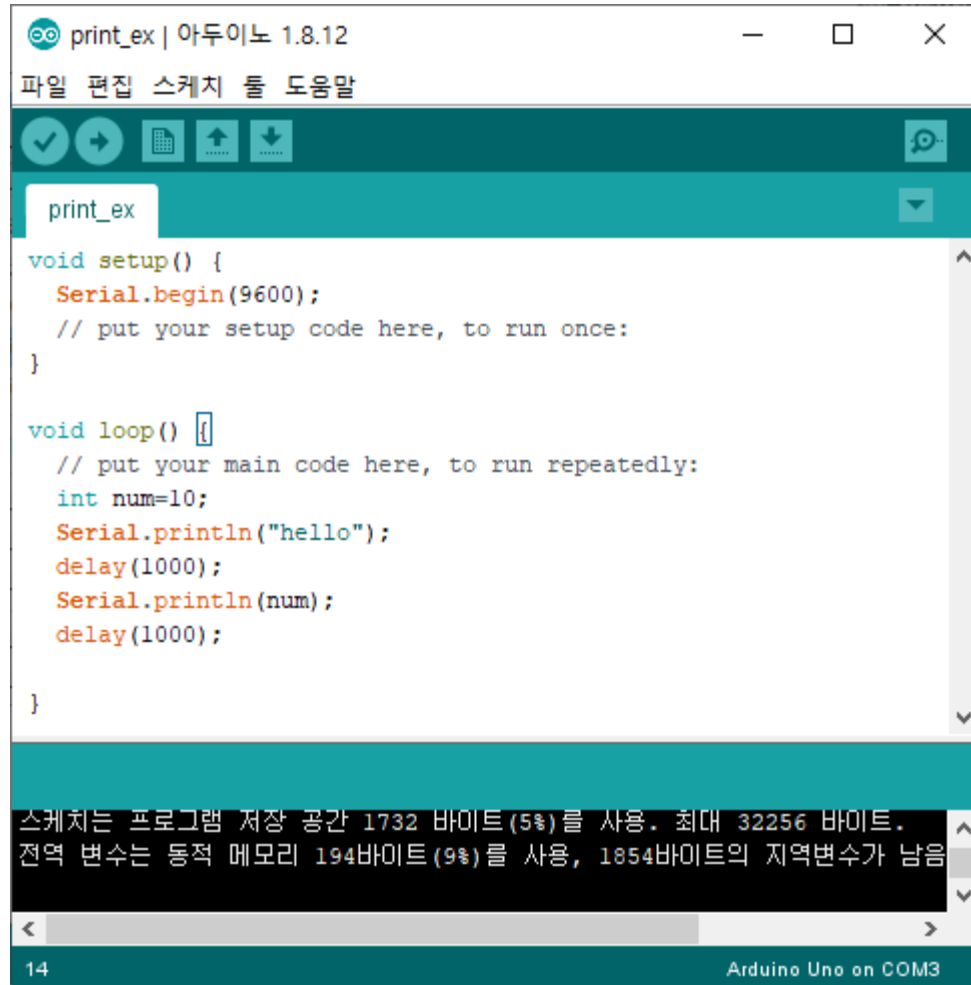 print_ex | 아두이노 1.8.12
파일 편집 스케치 툴 도움말
print_ex
void setup() {
  Serial.begin(9600);
  // put your setup code here, to run once:
}
void loop() {
  // put your main code here, to run repeatedly:
  int num=10;
  Serial.println("hello");
  delay(1000);
  Serial.println(num);
  delay(1000);
}
스케치는 프로그램 저장 공간 1732 바이트(5%)를 사용. 최대 32256 바이트.
전역 변수는 동적 메모리 194바이트(9%)를 사용, 1854바이트의 지역변수가 남음
14 Arduino Uno on COM3